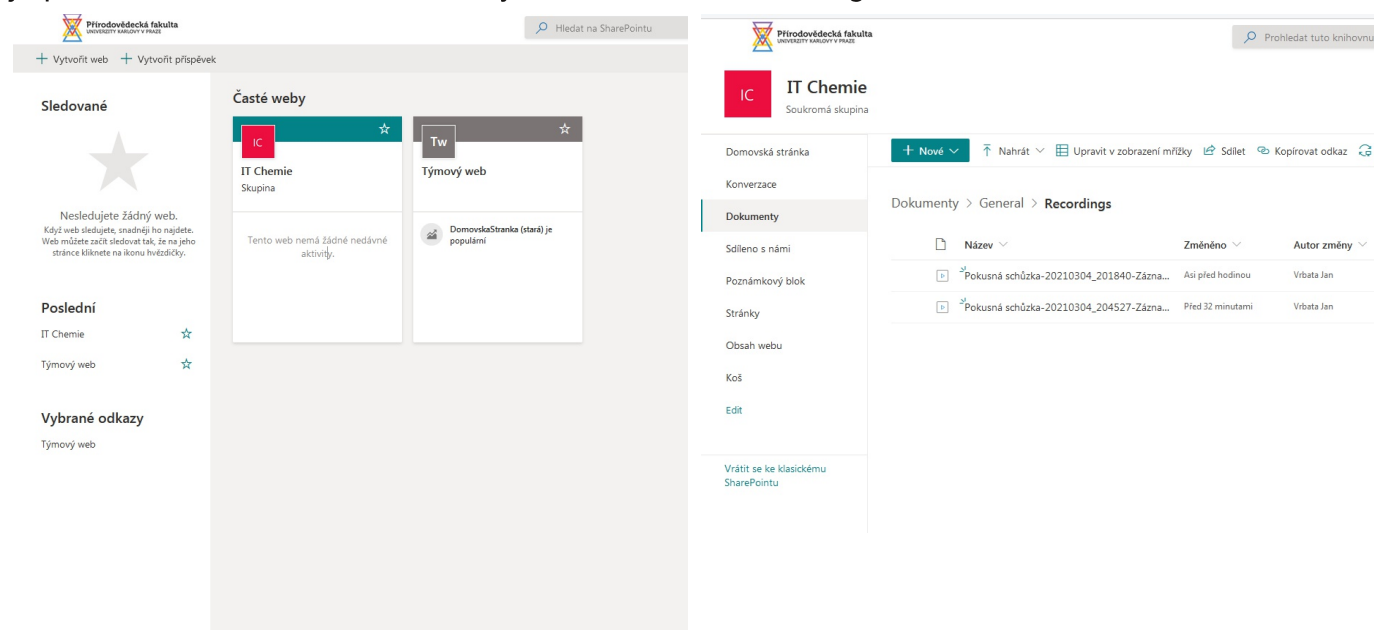 Přírodovědecká fakulta
UNIVERZITY KARLOVY V PRAZE
Hledat na SharePointu
Vytvořit web
Vytvořit příspěvek
Sledované
Nesledujete žádný web.
Když web sledujete, snadněji ho najdete.
Web můžete začít sledovat tak, že na jeho
stránce kliknete na ikonu hvězdičky.
Poslední
IT Chemie
Týmový web
Vybrané odkazy
Týmový web
Časté weby
IC
IT Chemie
Skupina
Tento web nemá žádné nedávné
aktivity.
Tw
Týmový web
DomovskaStranka (stará) je
populární
Přírodovědecká fakulta
UNIVERZITY KARLOVY V PRAZE
Prohledat tuto knihovnu
IC
IT Chemie
Soukromá skupina
Domovská stránka
Konverzace
Dokumenty
Sdíleno s námi
Poznámkový blok
Stránky
Obsah webu
Koš
Edit
Vrátit se ke klasickému
SharePointu
Nové
Nahrát
Upravit v zobrazení mřížky
Sdílet
Kopírovat odkaz
Dokumenty > General > Recordings
Název
Změněno
Autor změny
Pokusná schůzka-20210304_201840-Zázna... Asi před hodinou Vrbata Jan
Pokusná schůzka-20210304_204527-Zázna... Před 32 minutami Vrbata Jan